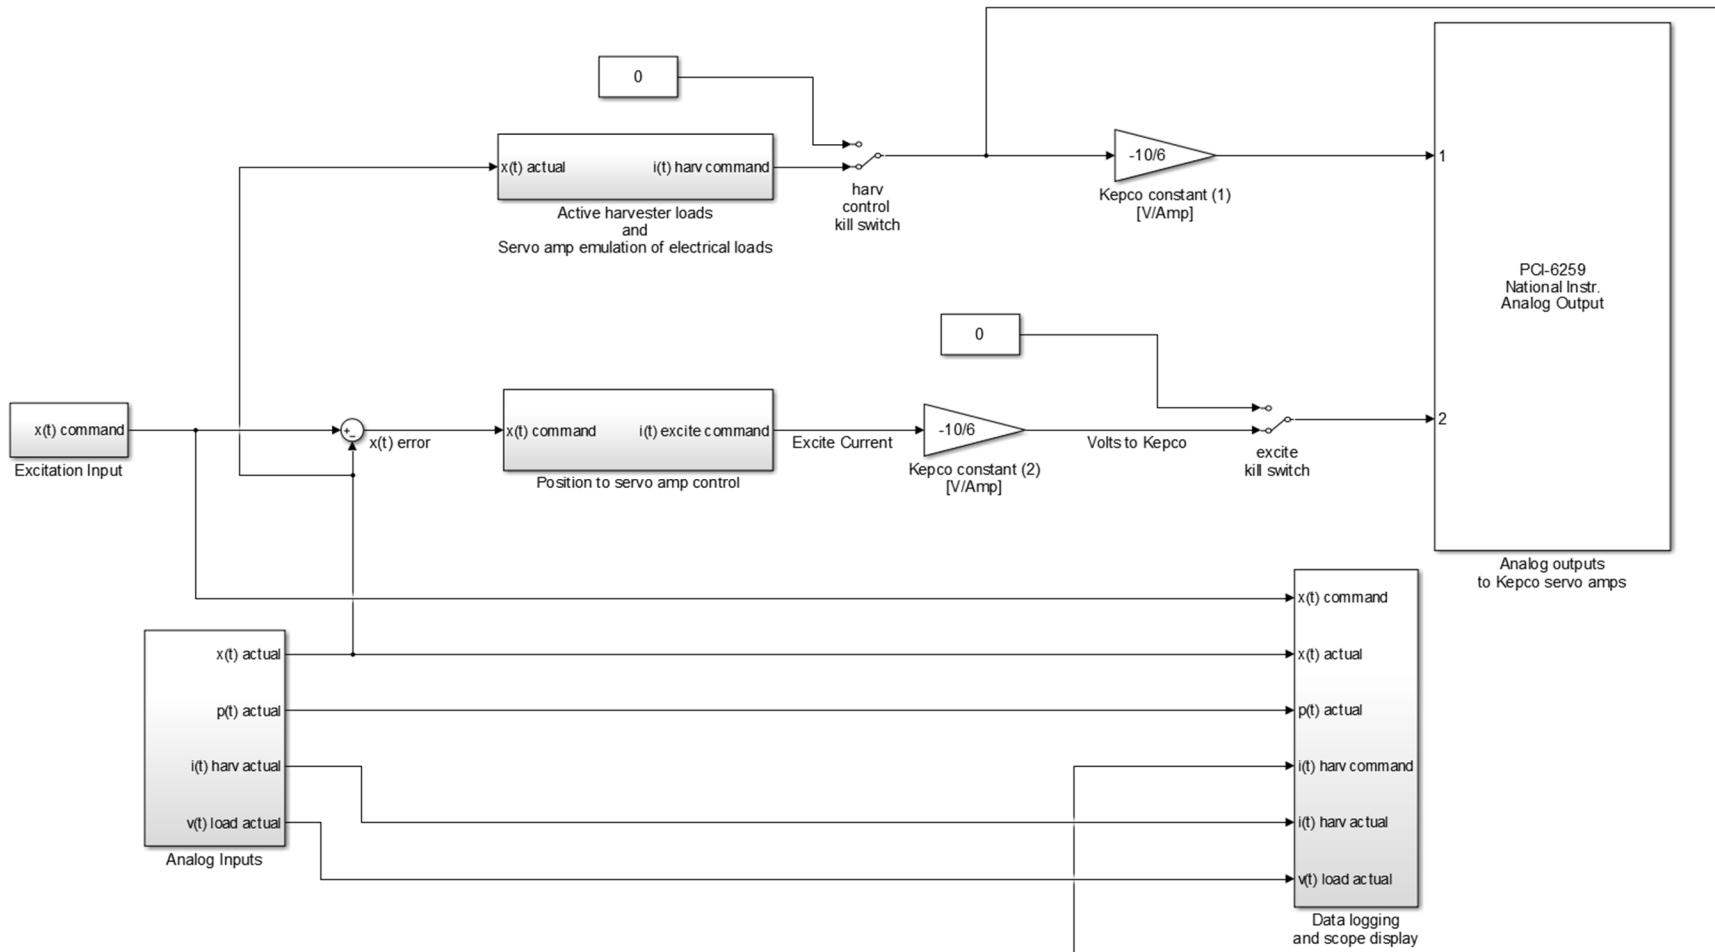 0
x(t) actual
i(t) harv command
Active harvester loads
and
Servo amp emulation of electrical loads
harv
control
kill switch
-10/6
Kepco constant (1)
[V/Amp]
1
PCI-6259
National Instr.
Analog Output
2
Analog outputs
to Kepco servo amps
0
x(t) command
Excitation Input
+
-
x(t) error
x(t) command
i(t) excite command
Position to servo amp control
Excite Current
-10/6
Kepco constant (2)
[V/Amp]
Volts to Kepco
excite
kill switch
x(t) actual
p(t) actual
i(t) harv actual
v(t) load actual
Analog Inputs
x(t) command
x(t) actual
p(t) actual
i(t) harv command
i(t) harv actual
v(t) load actual
Data logging
and scope display